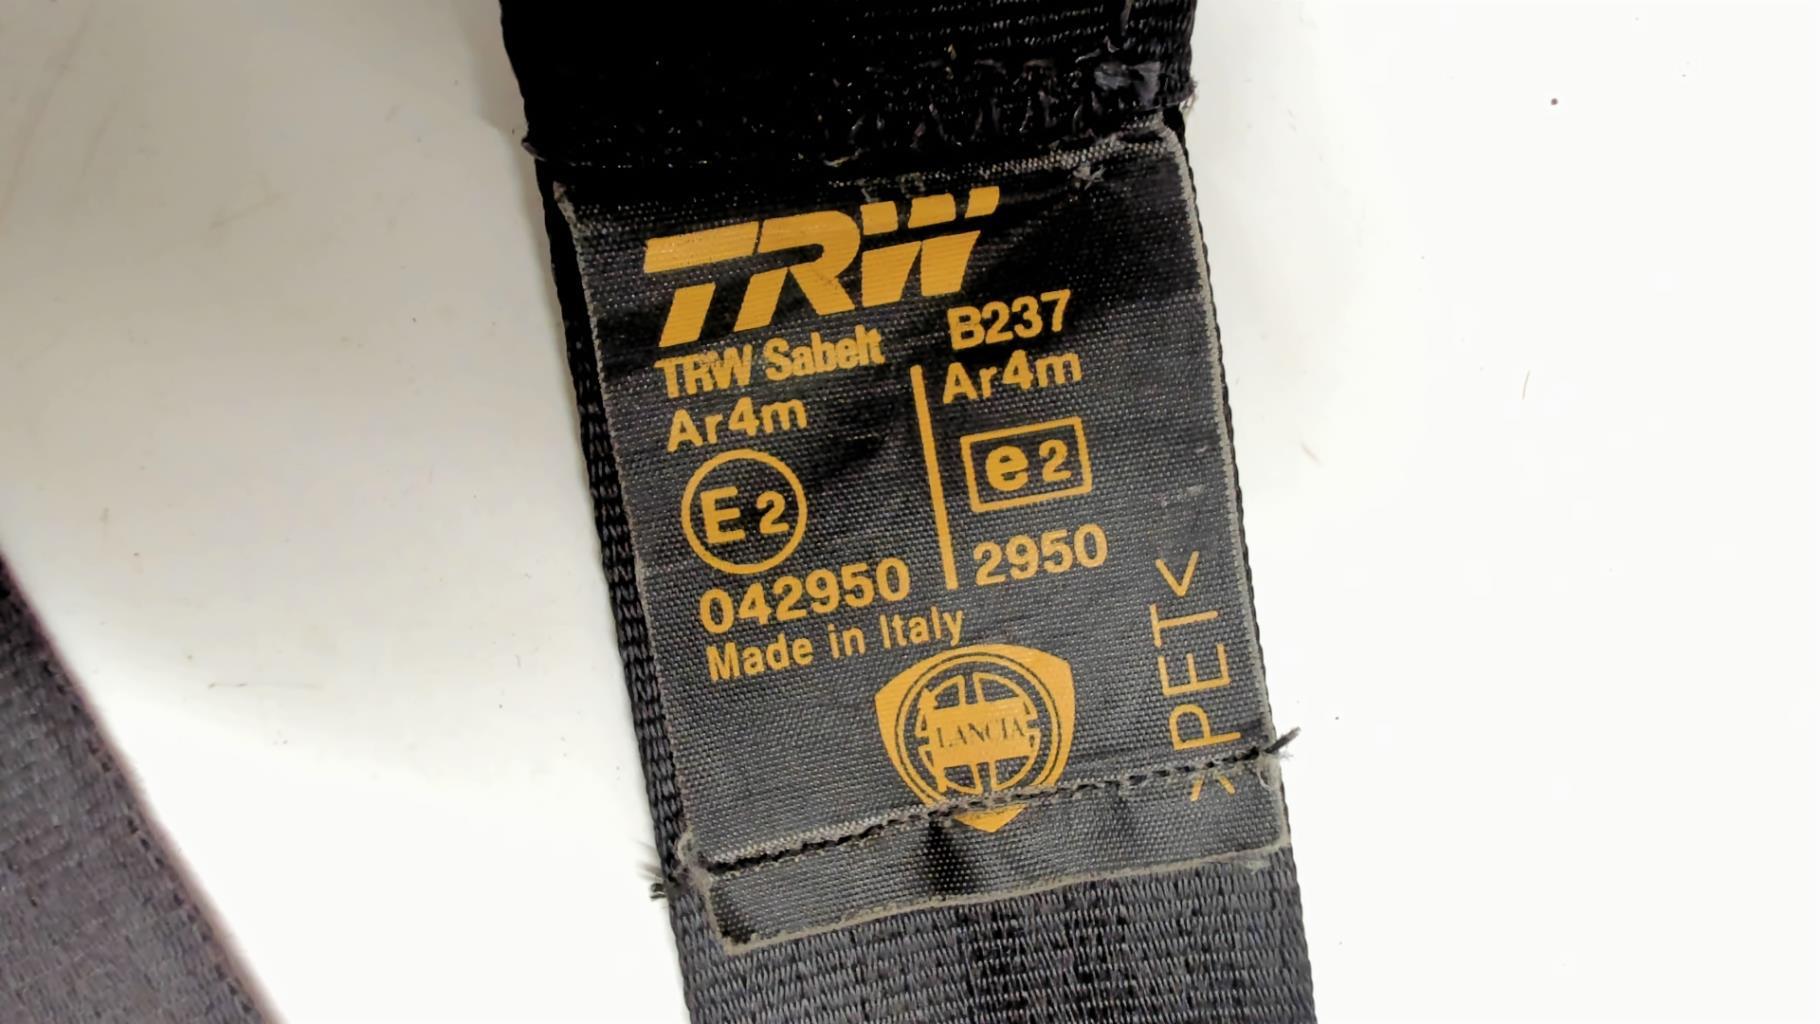 TRW
TRW Sabelt
B237
Ar4m
Ar4m
E2
e2
042950
2950
Made in Italy
LANCIA
>PET<